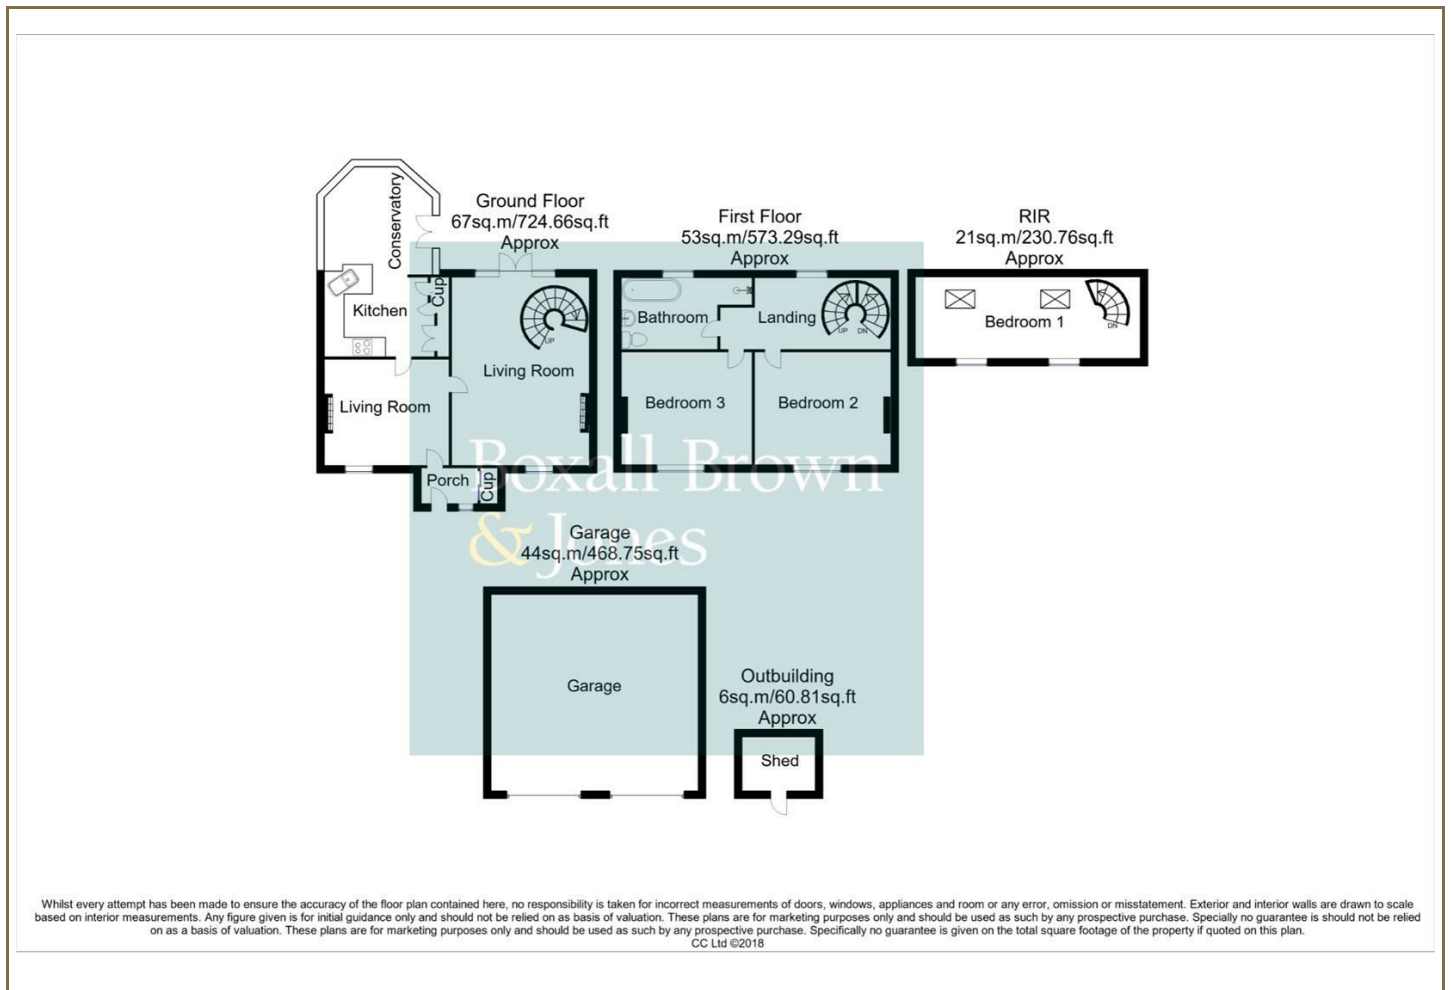 Ground Floor
67sq.m/724.66sq.ft
Approx
First Floor
53sq.m/573.29sq.ft
Approx
RIR
21sq.m/230.76sq.ft
Approx
Conservatory
Kitchen
Cup
Living Room
Living Room
UP
Porch
Cup
Bathroom
Landing
UP
DN
Bedroom 3
Bedroom 2
Bedroom 1
DN
Boxall Brown
& Jones
Garage
44sq.m/468.75sq.ft
Approx
Garage
Outbuilding
6sq.m/60.81sq.ft
Approx
Shed
Whilst every attempt has been made to ensure the accuracy of the floor plan contained here, no responsibility is taken for incorrect measurements of doors, windows, appliances and room or any error, omission or misstatement. Exterior and interior walls are drawn to scale
based on interior measurements. Any figure given is for initial guidance only and should not be relied on as basis of valuation. These plans are for marketing purposes only and should be used as such by any prospective purchase. Specially no guarantee is should not be relied
on as a basis of valuation. These plans are for marketing purposes only and should be used as such by any prospective purchase. Specifically no guarantee is given on the total square footage of the property if quoted on this plan.
CC Ltd ©2018